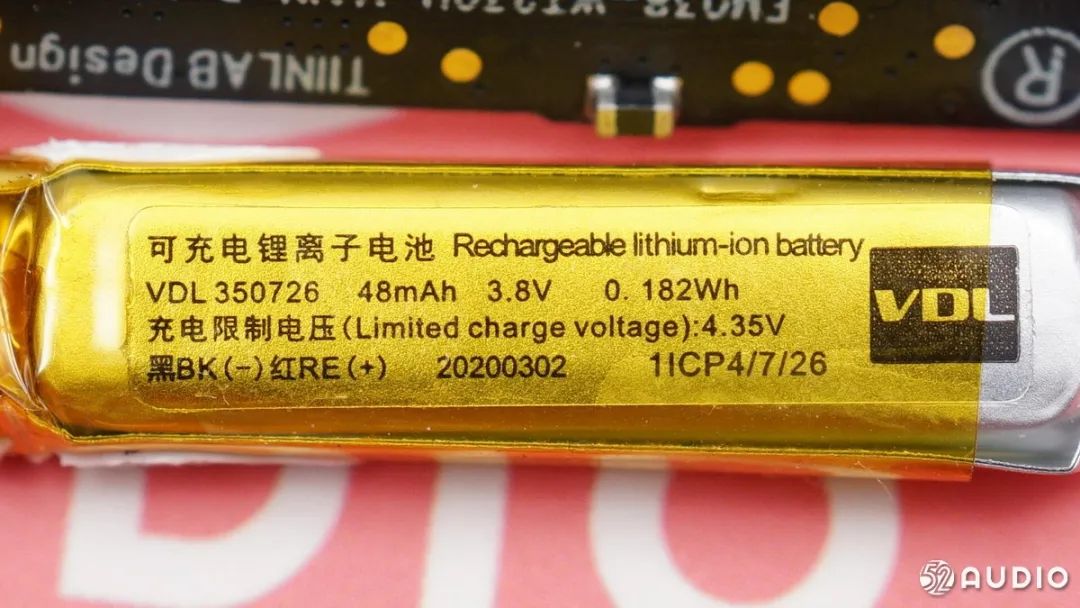 TIINLAB Design
®
可充电锂离子电池 Rechargeable lithium-ion battery
VDL 350726 48mAh 3.8V 0.182Wh
充电限制电压(Limited charge voltage):4.35V
黑BK(-)红RE(+) 20200302 1ICP4/7/26
VDL
52 AUDIO